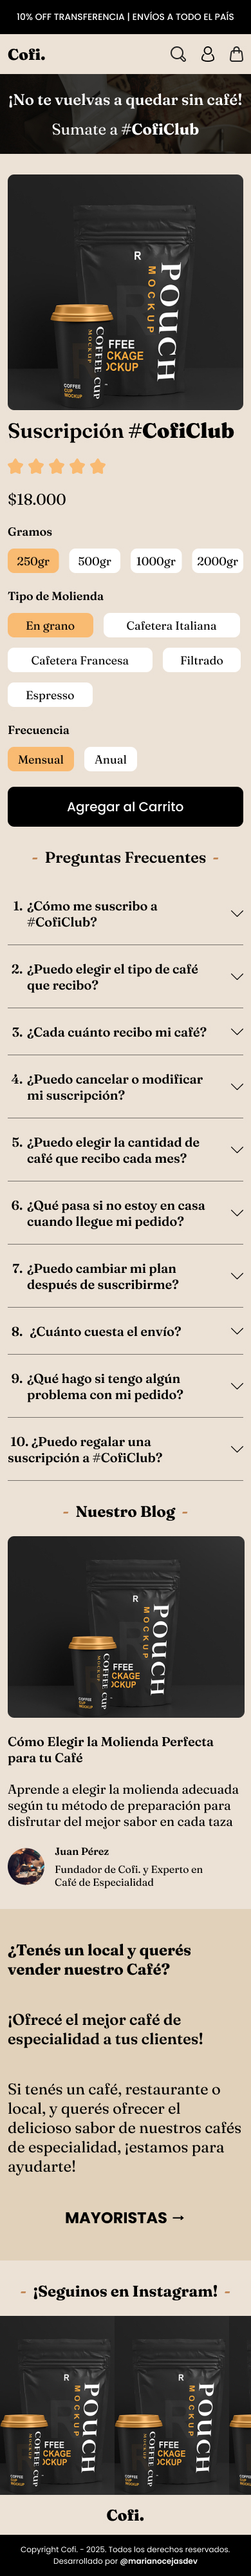 10% OFF TRANSFERENCIA | ENVÍOS A TODO EL PAÍS
Cofi.
¡No te vuelvas a quedar sin café!
Sumate a #CofiClub
R
MOCKUP
POUCH
FFEE
CKAGE
OCKUP
COFFEE
CUP
MOCKUP
COFFEE CUP
MOCKUP
Suscripción #CofiClub
$18.000
Gramos
250gr 500gr 1000gr 2000gr
Tipo de Molienda
En grano Cafetera Italiana
Cafetera Francesa Filtrado
Espresso
Frecuencia
Mensual Anual
Agregar al Carrito
- Preguntas Frecuentes -
1. ¿Cómo me suscribo a
#CofiClub?
2. ¿Puedo elegir el tipo de café
que recibo?
3. ¿Cada cuánto recibo mi café?
4. ¿Puedo cancelar o modificar
mi suscripción?
5. ¿Puedo elegir la cantidad de
café que recibo cada mes?
6. ¿Qué pasa si no estoy en casa
cuando llegue mi pedido?
7. ¿Puedo cambiar mi plan
después de suscribirme?
8. ¿Cuánto cuesta el envío?
9. ¿Qué hago si tengo algún
problema con mi pedido?
10. ¿Puedo regalar una
suscripción a #CofiClub?
- Nuestro Blog -
R
MOCKUP
POUCH
FFEE
CKAGE
OCKUP
COFFEE
CUP
MOCKUP
COFFEE CUP
MOCKUP
Cómo Elegir la Molienda Perfecta
para tu Café
Aprende a elegir la molienda adecuada
según tu método de preparación para
disfrutar del mejor sabor en cada taza
Juan Pérez
Fundador de Cofi. y Experto en
Café de Especialidad
¿Tenés un local y querés
vender nuestro Café?
¡Ofrecé el mejor café de
especialidad a tus clientes!
Si tenés un café, restaurante o
local, y querés ofrecer el
delicioso sabor de nuestros cafés
de especialidad, ¡estamos para
ayudarte!
MAYORISTAS →
- ¡Seguinos en Instagram! -
R
MOCKUP
POUCH
FFEE
CKAGE
OCKUP
COFFEE CUP
MOCKUP
R
MOCKUP
POUCH
FFEE
CKAGE
OCKUP
COFFEE
CUP
MOCKUP
COFFEE CUP
MOCKUP
Cofi.
Copyright Cofi. - 2025. Todos los derechos reservados.
Desarrollado por @marianocejasdev